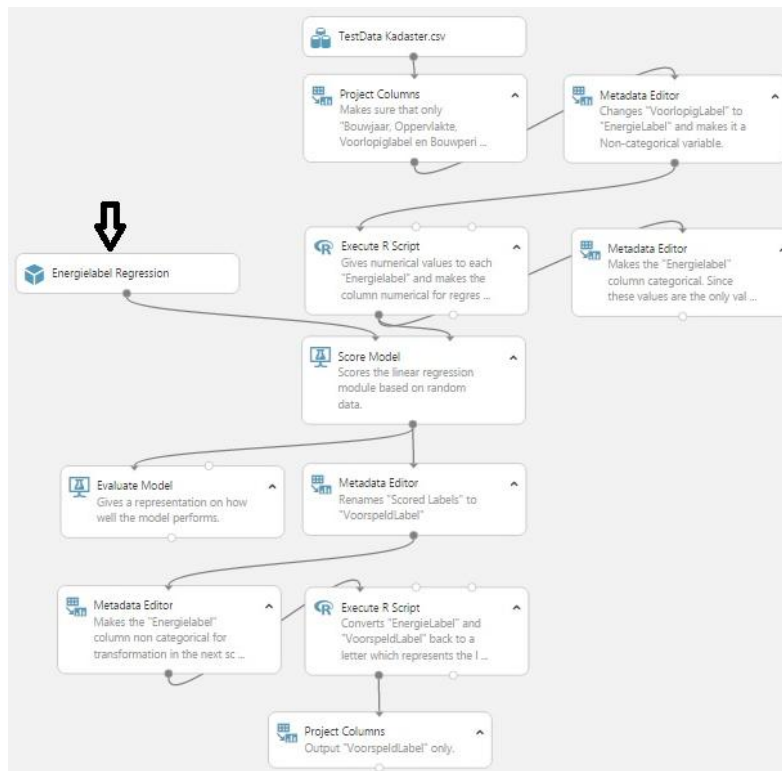 TestData Kadaster.csv
Project Columns
Makes sure that only
"Bouwjaar, Oppervlakte,
Voorlopiglabel en Bouwperi ...
Metadata Editor
Changes "VoorlopigLabel" to
"EnergieLabel" and makes it a
Non-categorical variable.
Energielabel Regression
Execute R Script
Gives numerical values to each
"Energielabel" and makes the
column numerical for regres ...
Metadata Editor
Makes the "Energielabel"
column categorical. Since
these values are the only val ...
Score Model
Scores the linear regression
module based on random
data.
Evaluate Model
Gives a representation on how
well the model performs.
Metadata Editor
Renames "Scored Labels" to
"VoorspeldLabel"
Metadata Editor
Makes the "Energielabel"
column non categorical for
transformation in the next sc ...
Execute R Script
Converts "EnergieLabel" and
"VoorspeldLabel" back to a
letter which represents the l ...
Project Columns
Output "VoorspeldLabel" only.